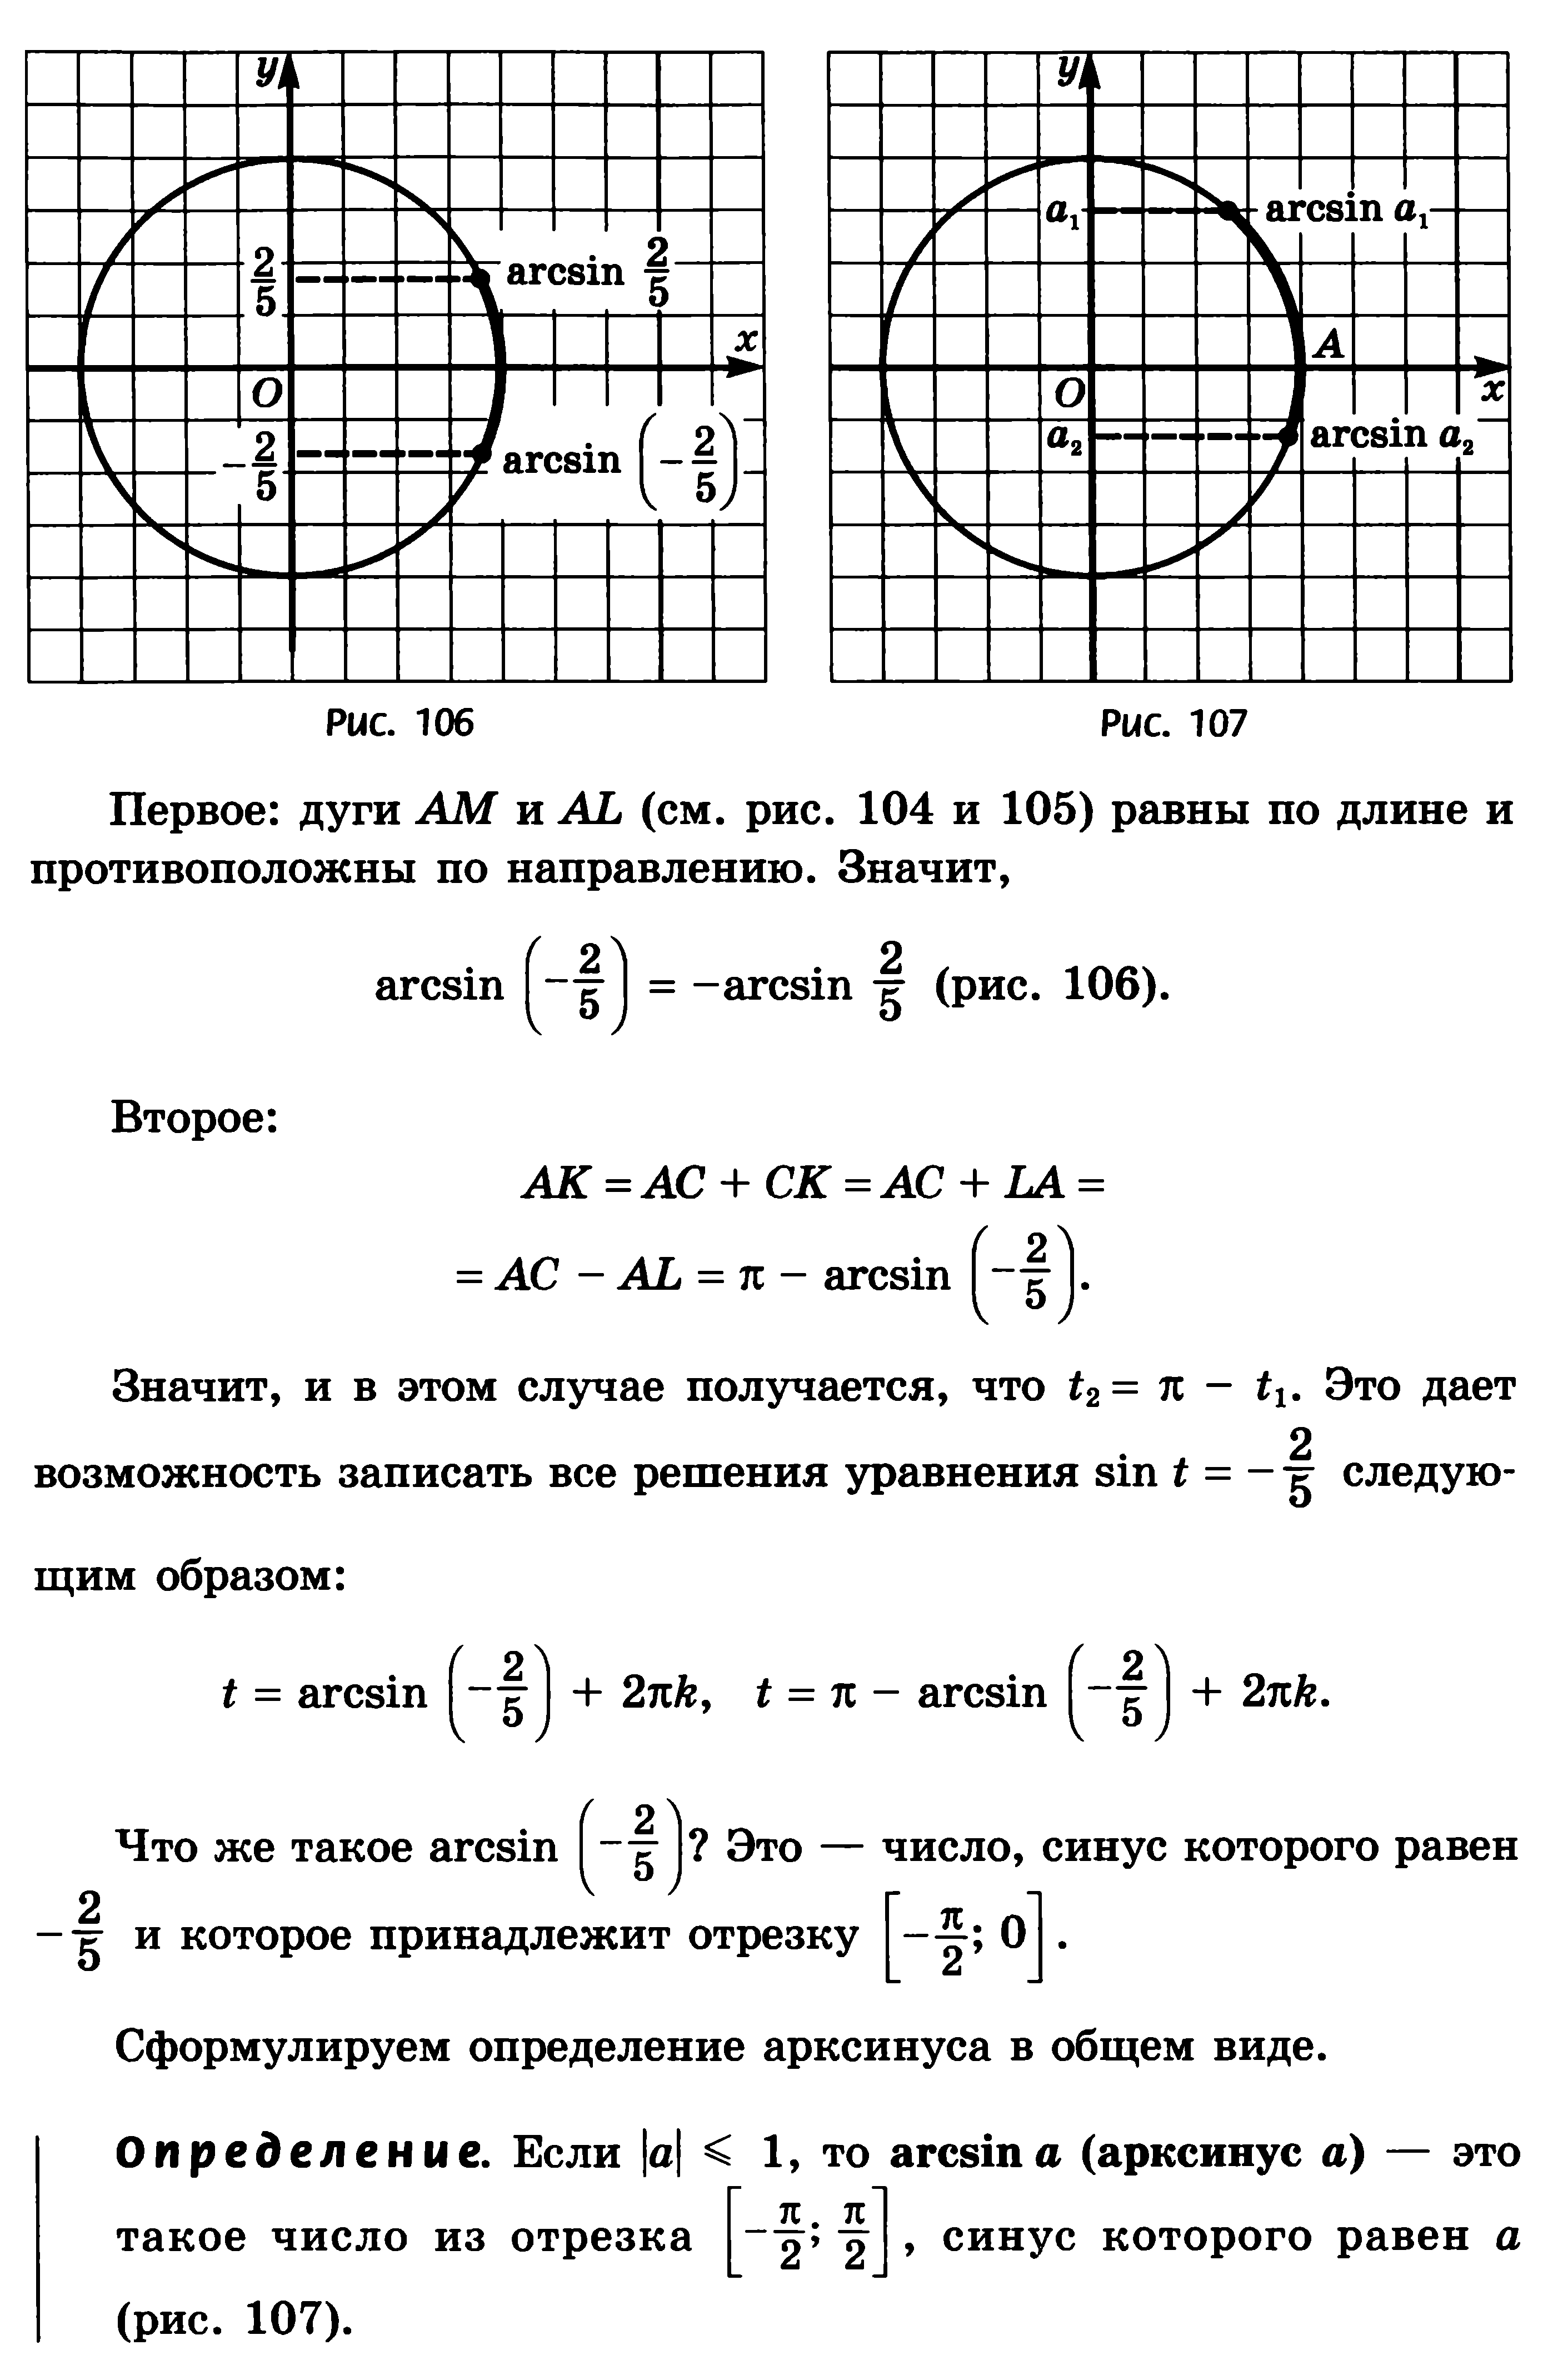 y
2/5
arcsin 2/5
x
O
-2/5
arcsin (-2/5)
Рис. 106
y
a₁
arcsin a₁
A
O
x
a₂
arcsin a₂
Рис. 107
Первое: дуги AM и AL (см. рис. 104 и 105) равны по длине и
противоположны по направлению. Значит,
arcsin (-2/5) = -arcsin 2/5 (рис. 106).
Второе:
AK = AC + CK = AC + LA =
= AC - AL = π - arcsin (-2/5).
Значит, и в этом случае получается, что t₂ = π - t₁. Это дает
возможность записать все решения уравнения sin t = -2/5 следую-
щим образом:
t = arcsin (-2/5) + 2πk, t = π - arcsin (-2/5) + 2πk.
Что же такое arcsin (-2/5)? Это — число, синус которого равен
-2/5 и которое принадлежит отрезку [-π/2; 0].
Сформулируем определение арксинуса в общем виде.
Определение. Если |a| ⩽ 1, то arcsin a (арксинус a) — это
такое число из отрезка [-π/2; π/2], синус которого равен a
(рис. 107).